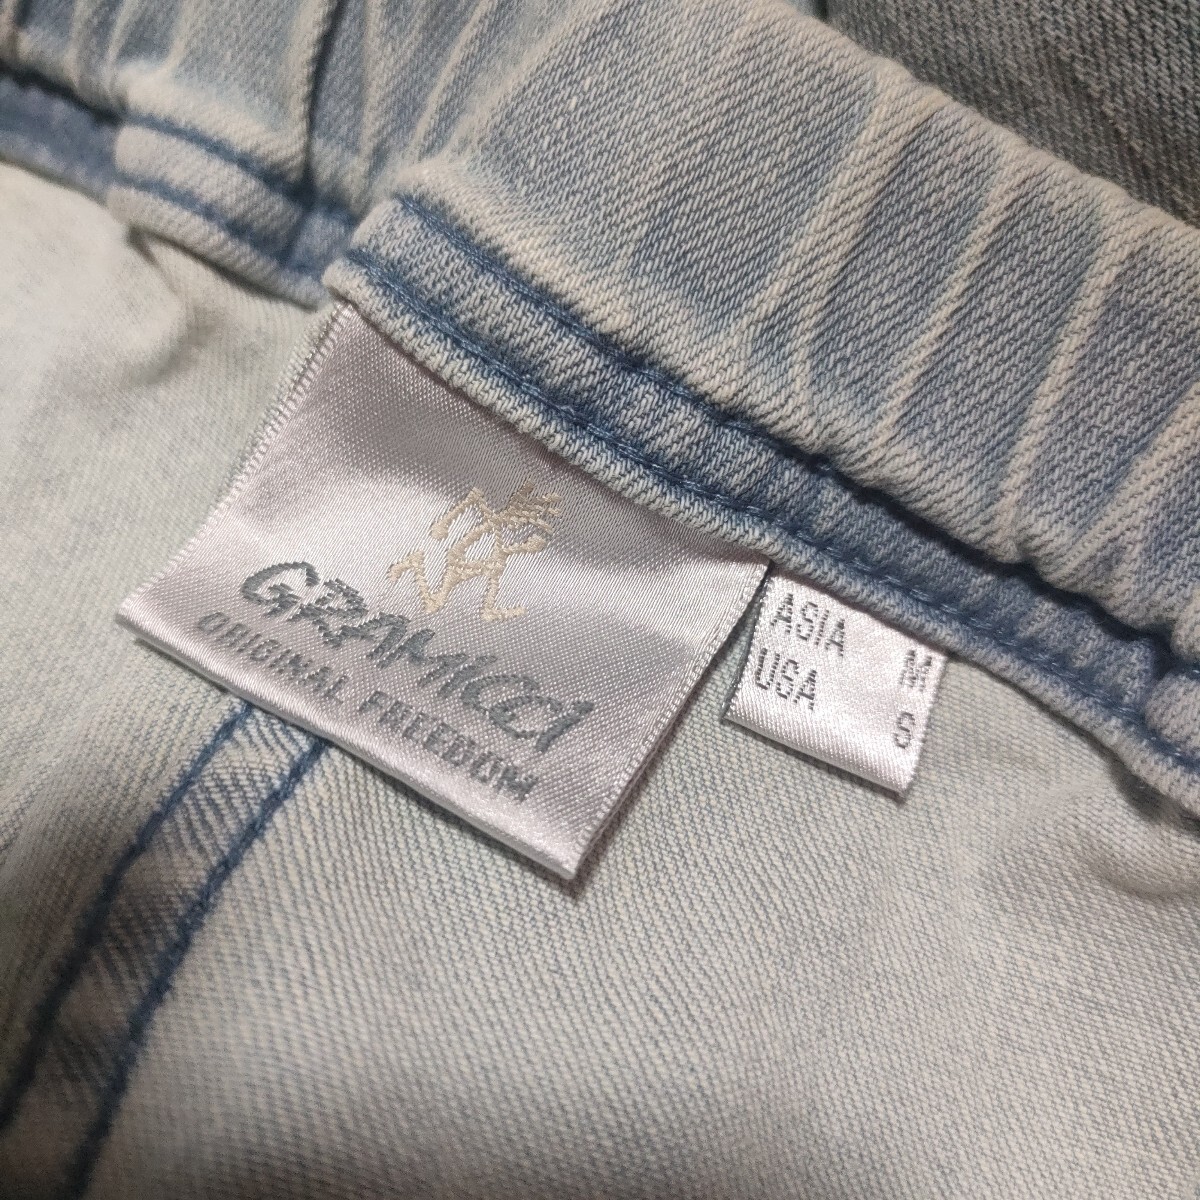 GRAMICCI
ORIGINAL FREEDOM
ASIA M
USA S